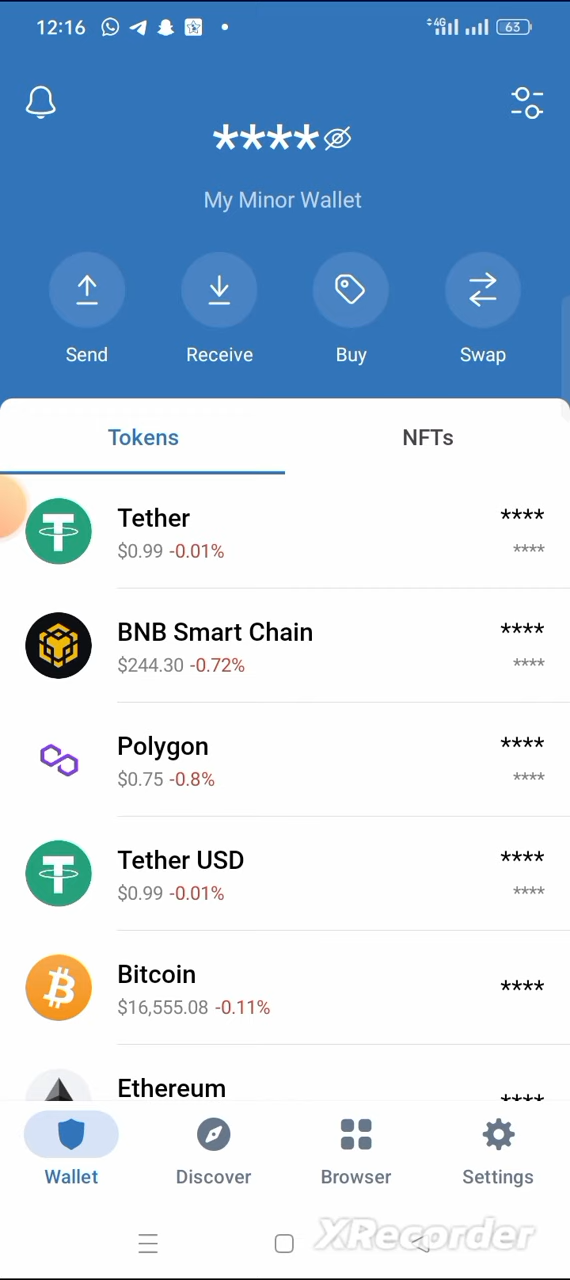 12:16 4G 63
****
My Minor Wallet
Send Receive Buy Swap
Tokens NFTs
Tether ****
$0.99 -0.01% ****
BNB Smart Chain ****
$244.30 -0.72% ****
Polygon ****
$0.75 -0.8% ****
Tether USD ****
$0.99 -0.01% ****
Bitcoin ****
$16,555.08 -0.11%
Ethereum ****
Wallet Discover Browser Settings
XRecorder